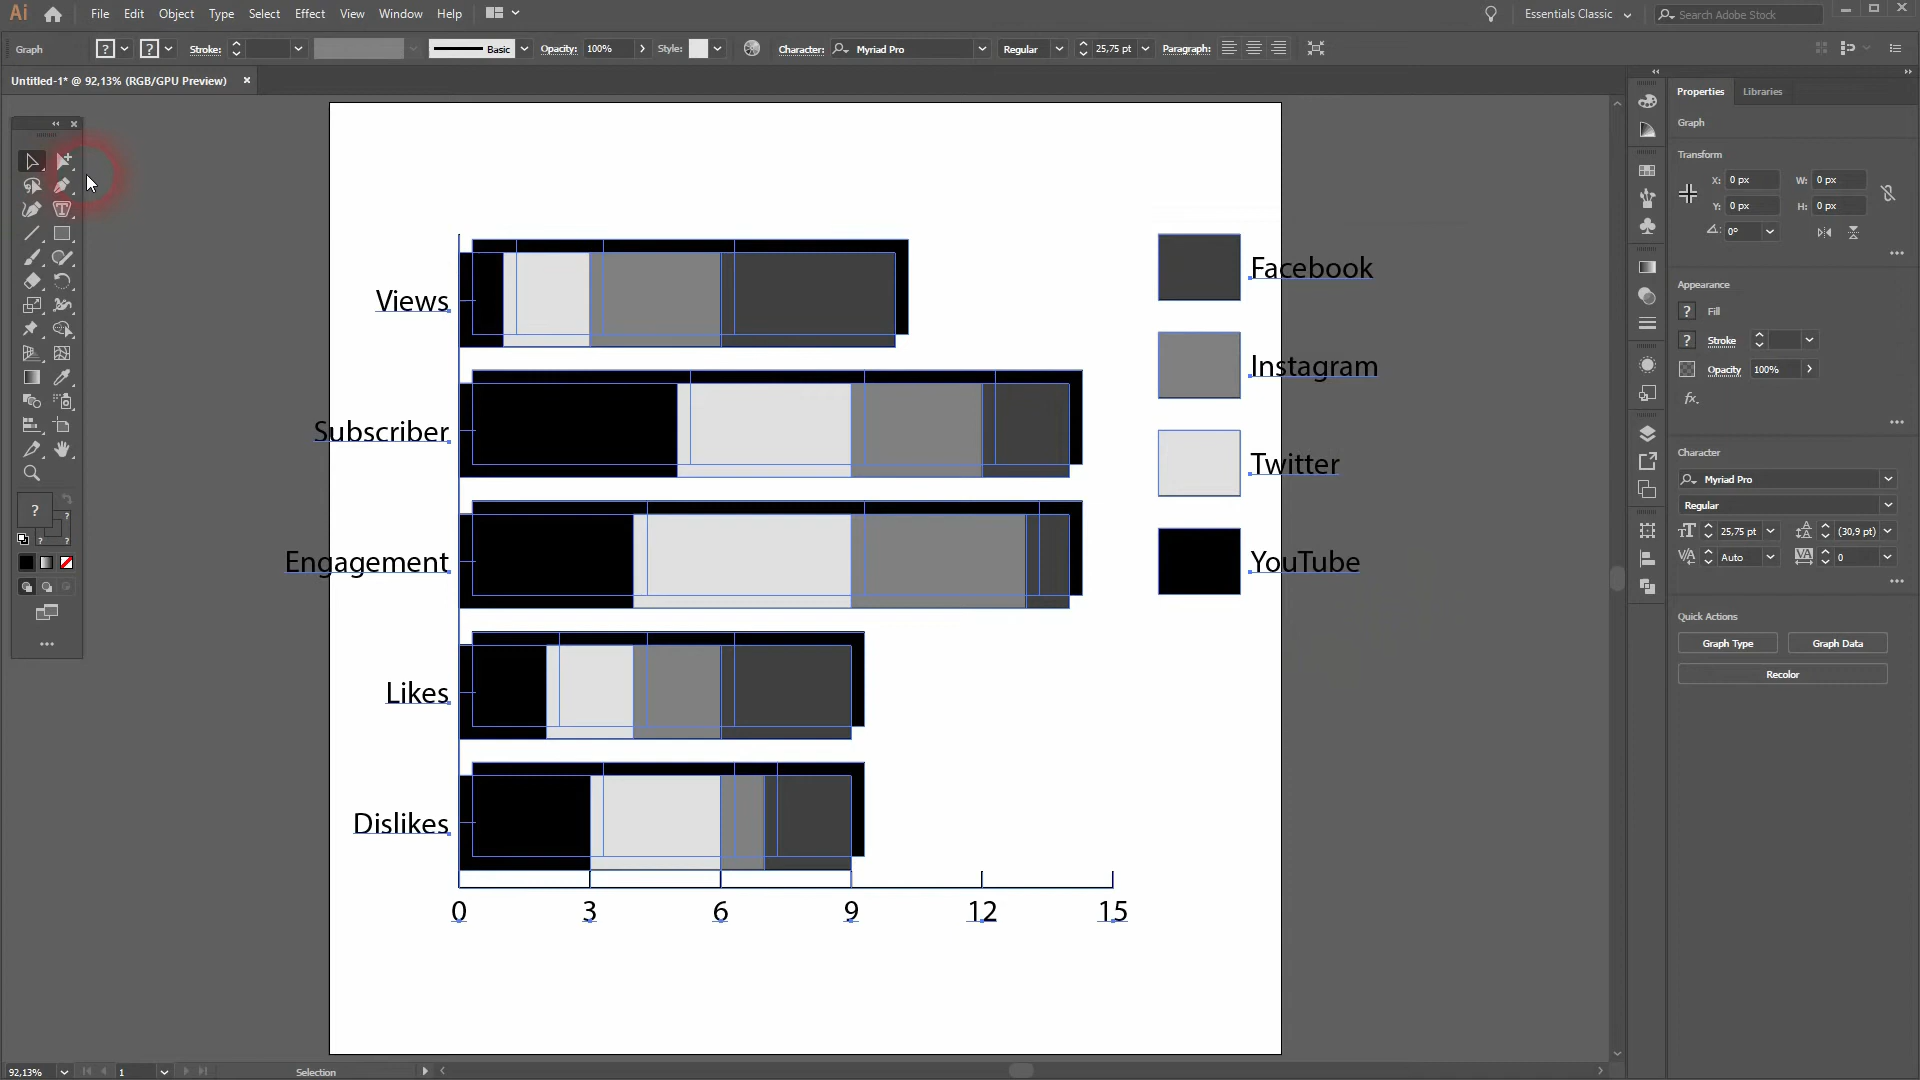 Ai File Edit Object Type Select Effect View Window Help Essentials Classic Search Adobe Stock
Graph ? ? Stroke: Basic Opacity: 100% Style: Character: Myriad Pro Regular 25,75 pt Paragraph:
Untitled-1* @ 92,13% (RGB/GPU Preview) ×
Properties Libraries
Graph
Transform
X: 0 px W: 0 px
Y: 0 px H: 0 px
0°
Appearance
? Fill
? Stroke
Opacity 100%
fx.
Character
Myriad Pro
Regular
25,75 pt (30,9 pt)
Auto 0
Quick Actions
Graph Type Graph Data
Recolor
Views
Subscriber
Engagement
Likes
Dislikes
0 3 6 9 12 15
Facebook
Instagram
Twitter
YouTube
?
92,13% 1 Selection